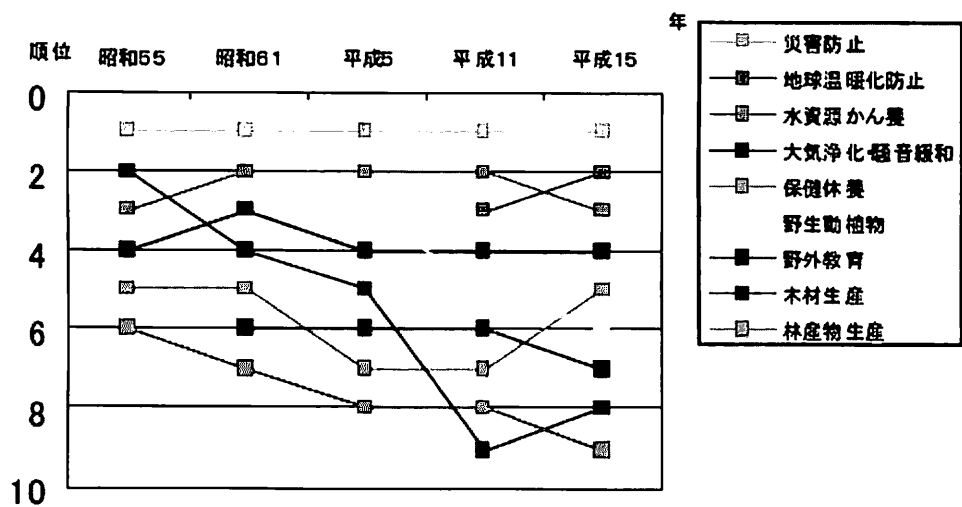 年
順位 昭和55 昭和61 平成5 平成11 平成15
0
2
4
6
8
10
災害防止
地球温暖化防止
水資源かん養
大気浄化・騒音緩和
保健休養
野生動植物
野外教育
木材生産
林産物生産